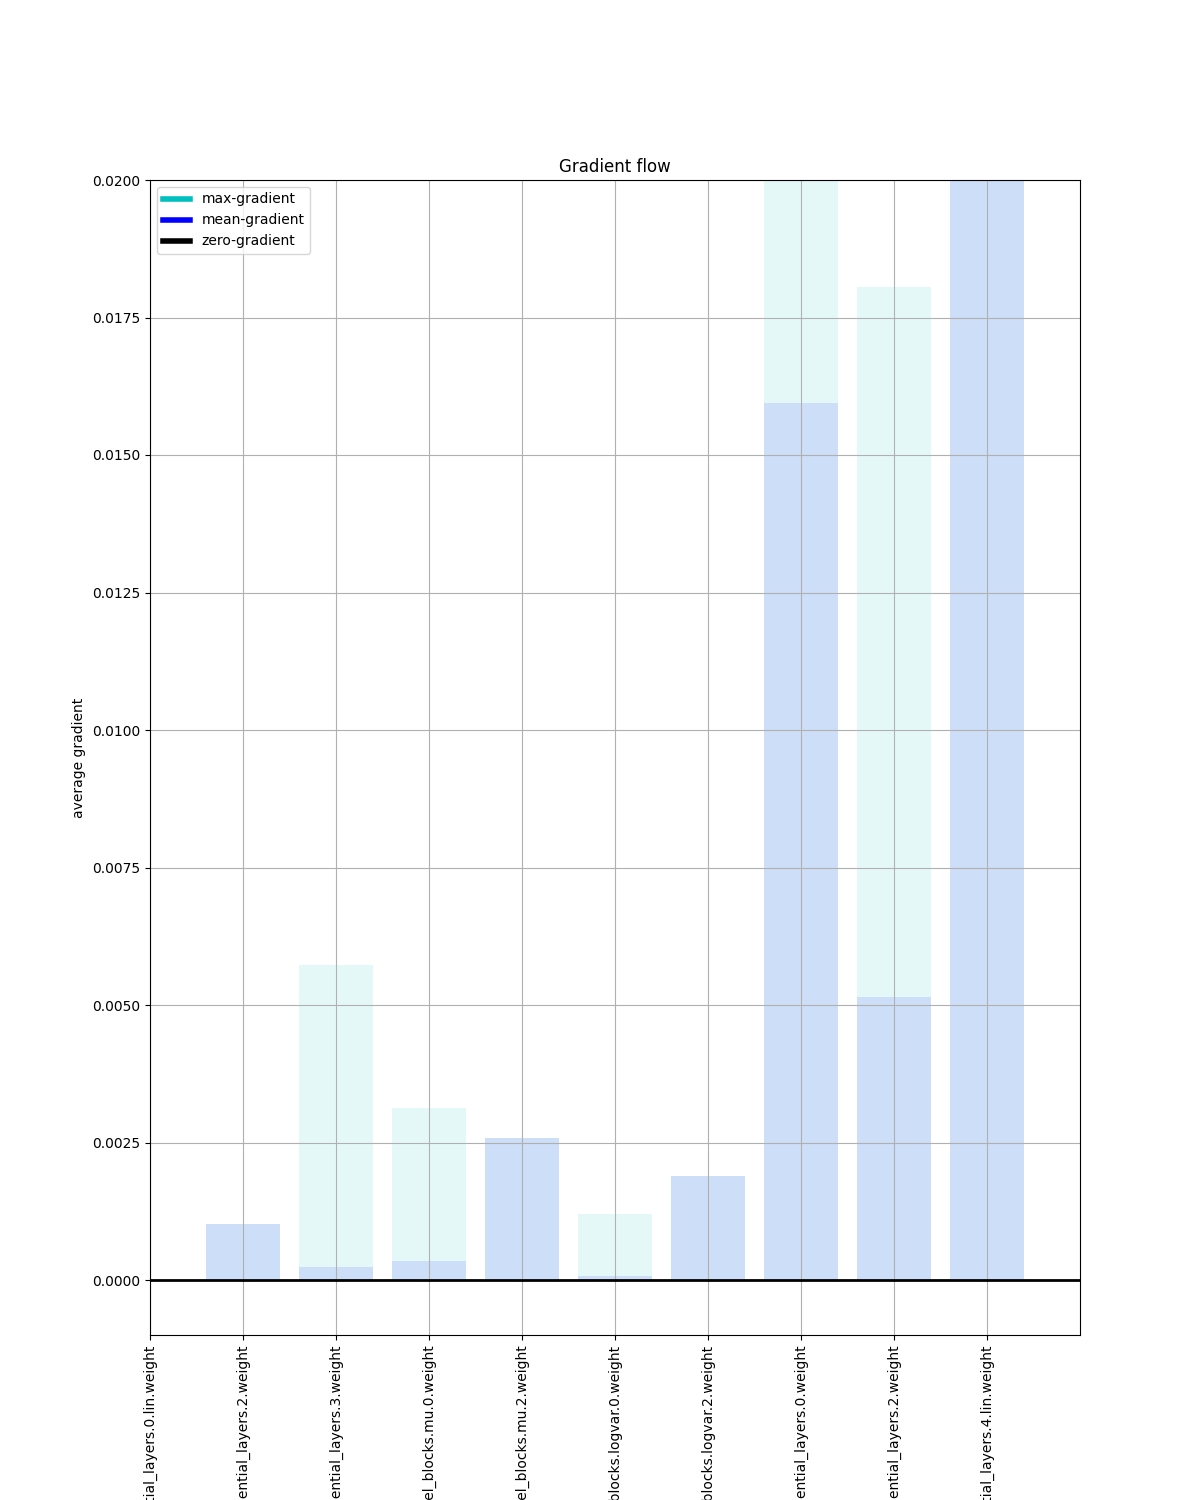 Gradient flow
max-gradient
mean-gradient
zero-gradient
0.0200
0.0175
0.0150
0.0125
0.0100
0.0075
0.0050
0.0025
0.0000
average gradient
tial_layers.0.lin.weight
ential_layers.2.weight
ential_layers.3.weight
el_blocks.mu.0.weight
el_blocks.mu.2.weight
blocks.logvar.0.weight
blocks.logvar.2.weight
ential_layers.0.weight
ential_layers.2.weight
tial_layers.4.lin.weight